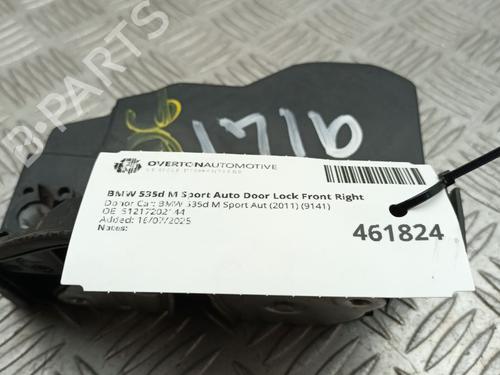 B-PARTS
1716
OVERTONAUTOMOTIVE
BMW 535d M Sport Auto Door Lock Front Right
Donor Car: BMW 535d M Sport Aut (2011) (9141)
OE: 51217202144
Added: 16/07/2025
Notes:
461824